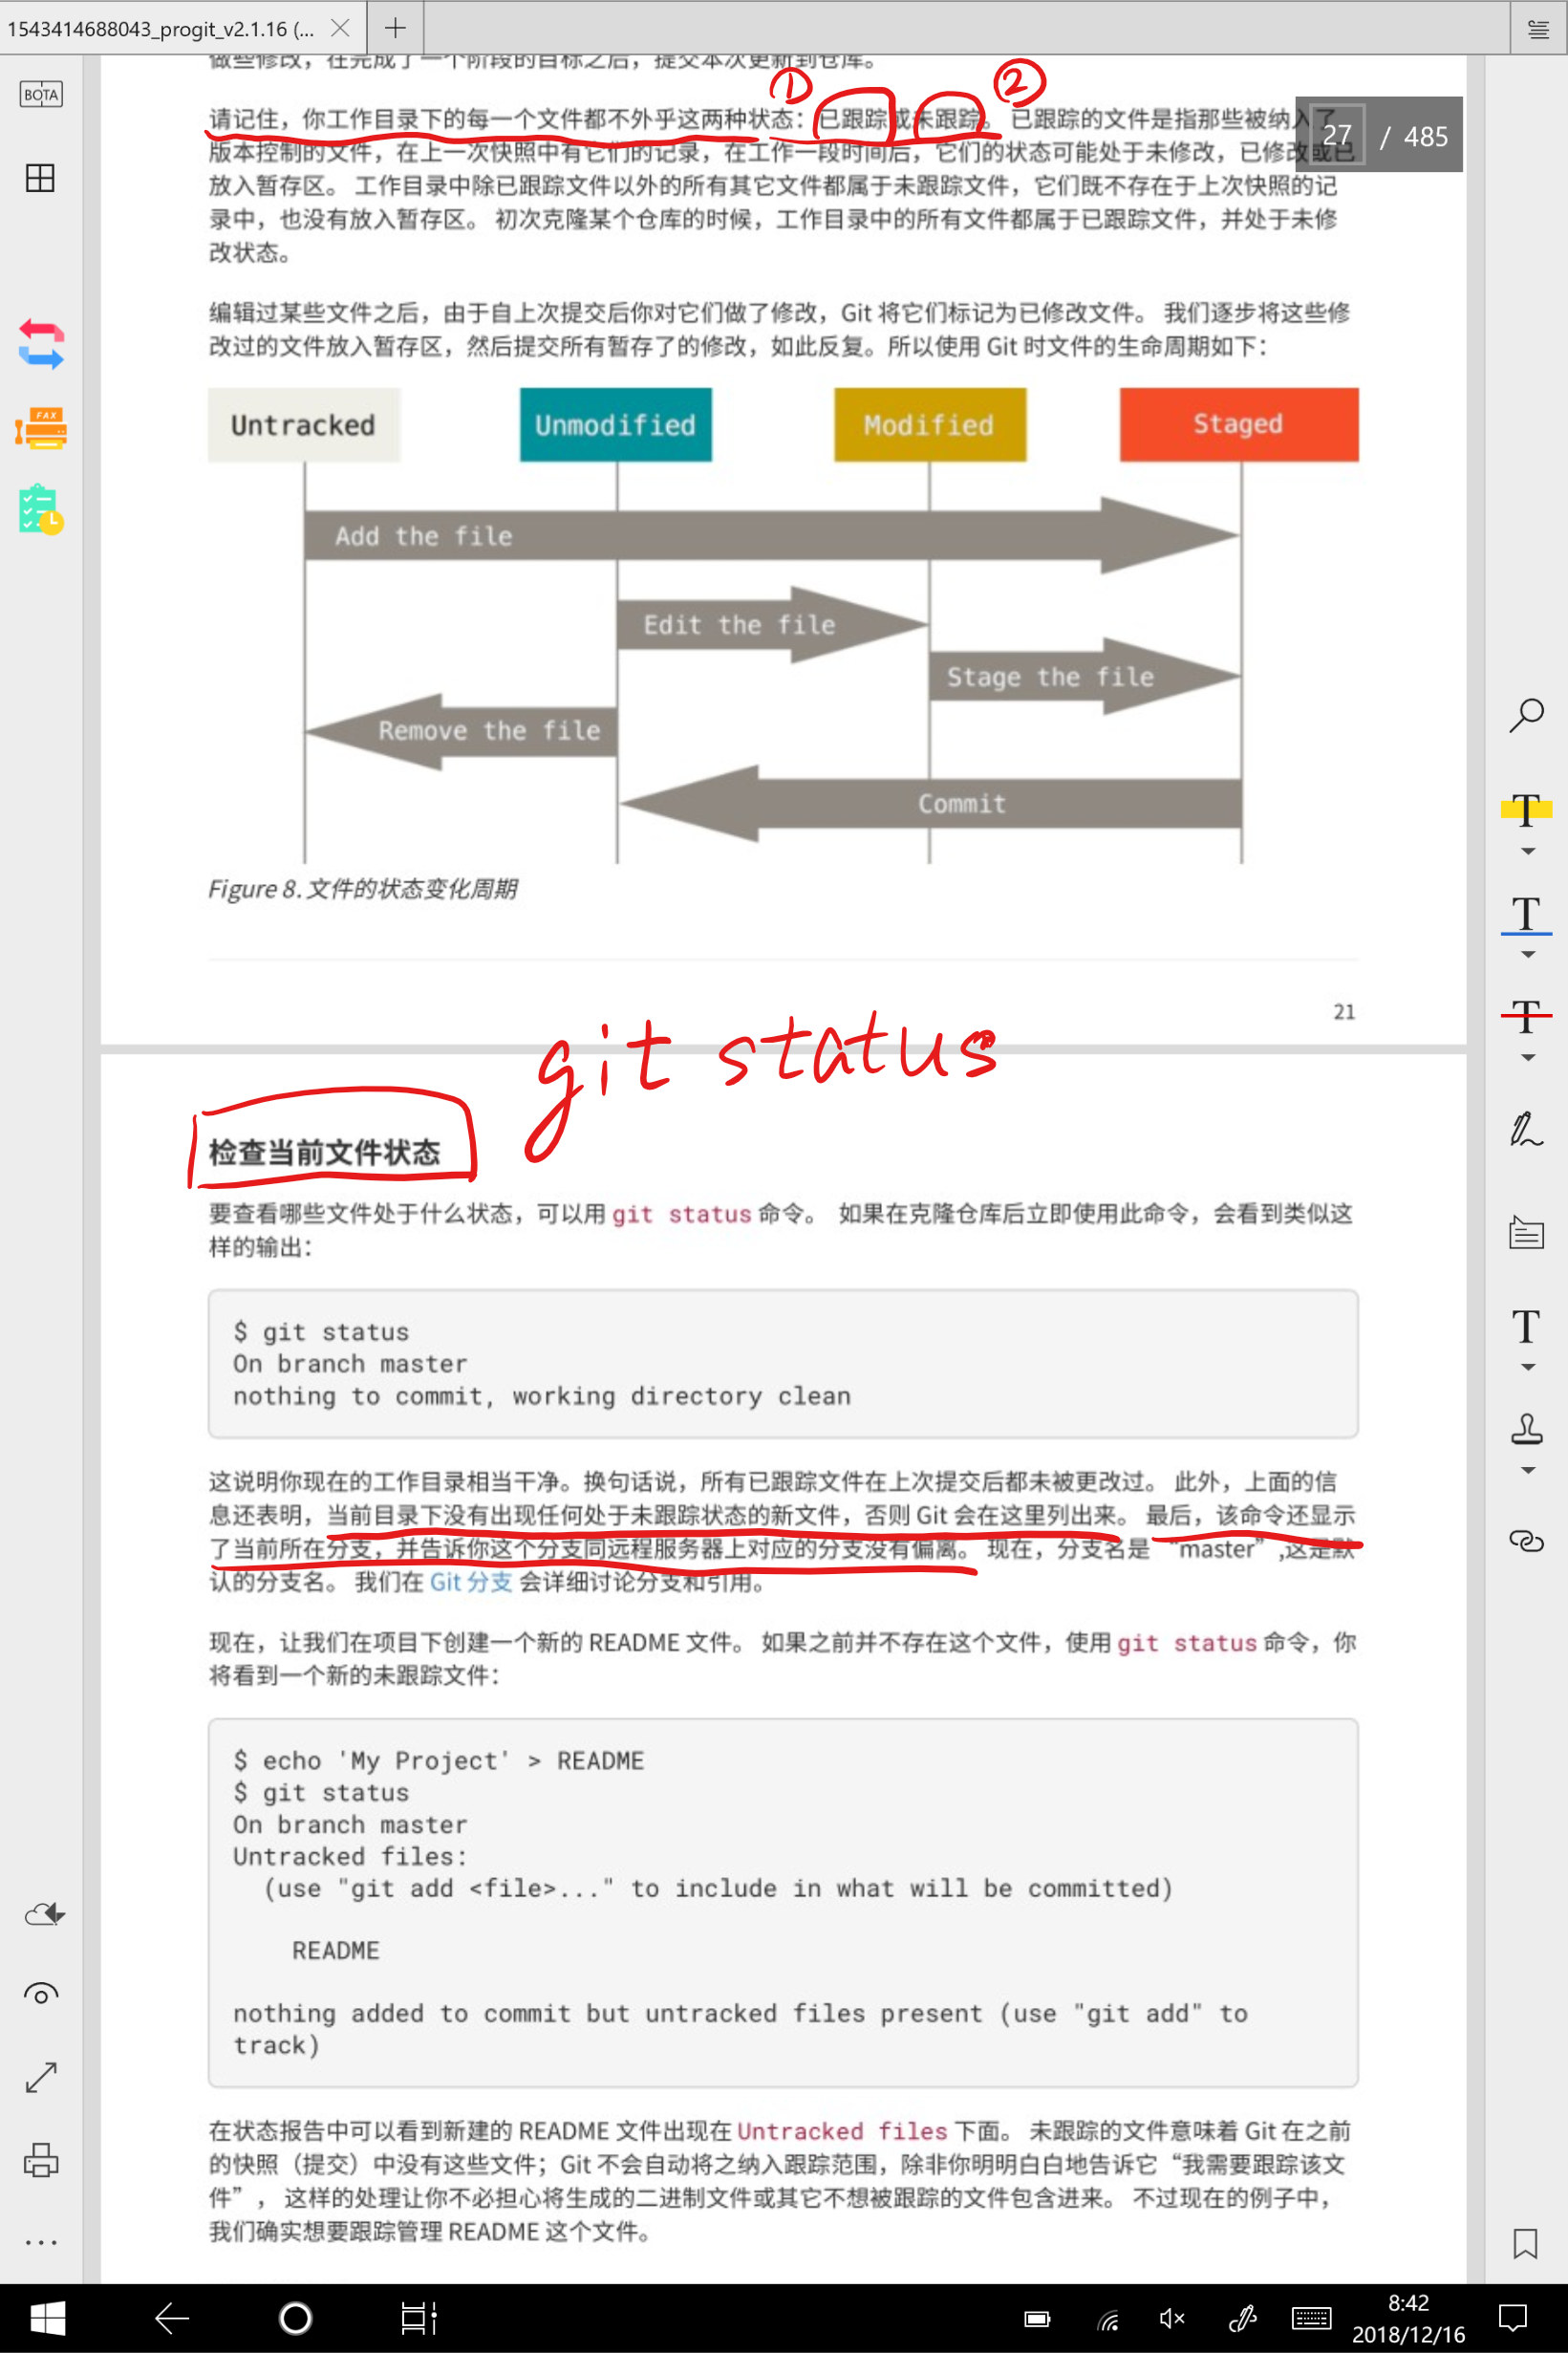 1543414688043_progit_v2.1.16 (...
BOTA
做些修改，在完成了一个阶段的目标之后，提交本次更新到仓库。
① ②
请记住，你工作目录下的每一个文件都不外乎这两种状态：已跟踪或未跟踪。 已跟踪的文件是指那些被纳入了
27 / 485
版本控制的文件，在上一次快照中有它们的记录，在工作一段时间后，它们的状态可能处于未修改，已修改或已
放入暂存区。 工作目录中除已跟踪文件以外的所有其它文件都属于未跟踪文件，它们既不存在于上次快照的记
录中，也没有放入暂存区。 初次克隆某个仓库的时候，工作目录中的所有文件都属于已跟踪文件，并处于未修
改状态。
编辑过某些文件之后，由于自上次提交后你对它们做了修改，Git 将它们标记为已修改文件。 我们逐步将这些修
改过的文件放入暂存区，然后提交所有暂存了的修改，如此反复。所以使用 Git 时文件的生命周期如下：
FAX
Untracked Unmodified Modified Staged
Add the file
Edit the file
Stage the file
Remove the file
Commit
Figure 8. 文件的状态变化周期
21
git status
检查当前文件状态
要查看哪些文件处于什么状态，可以用 git status 命令。 如果在克隆仓库后立即使用此命令，会看到类似这
样的输出：
$ git status
On branch master
nothing to commit, working directory clean
这说明你现在的工作目录相当干净。换句话说，所有已跟踪文件在上次提交后都未被更改过。 此外，上面的信
息还表明，当前目录下没有出现任何处于未跟踪状态的新文件，否则 Git 会在这里列出来。 最后，该命令还显示
了当前所在分支，并告诉你这个分支同远程服务器上对应的分支没有偏离。 现在，分支名是 “master”,这是默
认的分支名。 我们在 Git 分支 会详细讨论分支和引用。
现在，让我们在项目下创建一个新的 README 文件。 如果之前并不存在这个文件，使用 git status 命令，你
将看到一个新的未跟踪文件：
$ echo 'My Project' > README
$ git status
On branch master
Untracked files:
  (use "git add <file>..." to include in what will be committed)
    README
nothing added to commit but untracked files present (use "git add" to
track)
在状态报告中可以看到新建的 README 文件出现在 Untracked files 下面。 未跟踪的文件意味着 Git 在之前
的快照（提交）中没有这些文件；Git 不会自动将之纳入跟踪范围，除非你明明白白地告诉它“我需要跟踪该文
件”， 这样的处理让你不必担心将生成的二进制文件或其它不想被跟踪的文件包含进来。 不过现在的例子中，
我们确实想要跟踪管理 README 这个文件。
8:42
2018/12/16